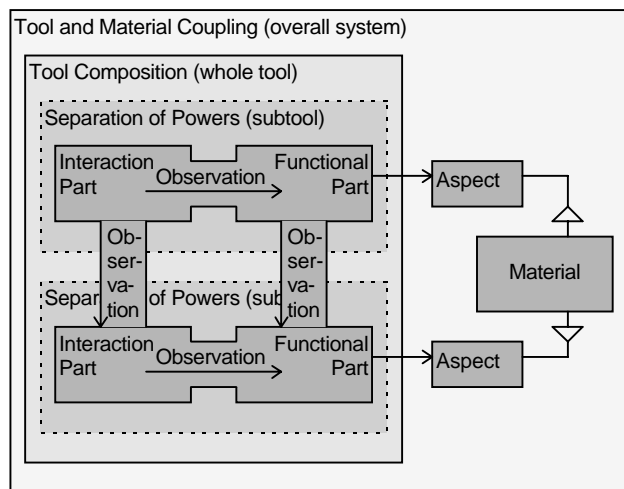 Tool and Material Coupling (overall system)
Tool Composition (whole tool)
Separation of Powers (subtool)
Interaction
Part
Observation
Functional
Part
Aspect
Ob-
ser-
va-
tion
Ob-
ser-
va-
tion
Material
Separ of Powers (sub
Interaction
Part
Observation
Functional
Part
Aspect